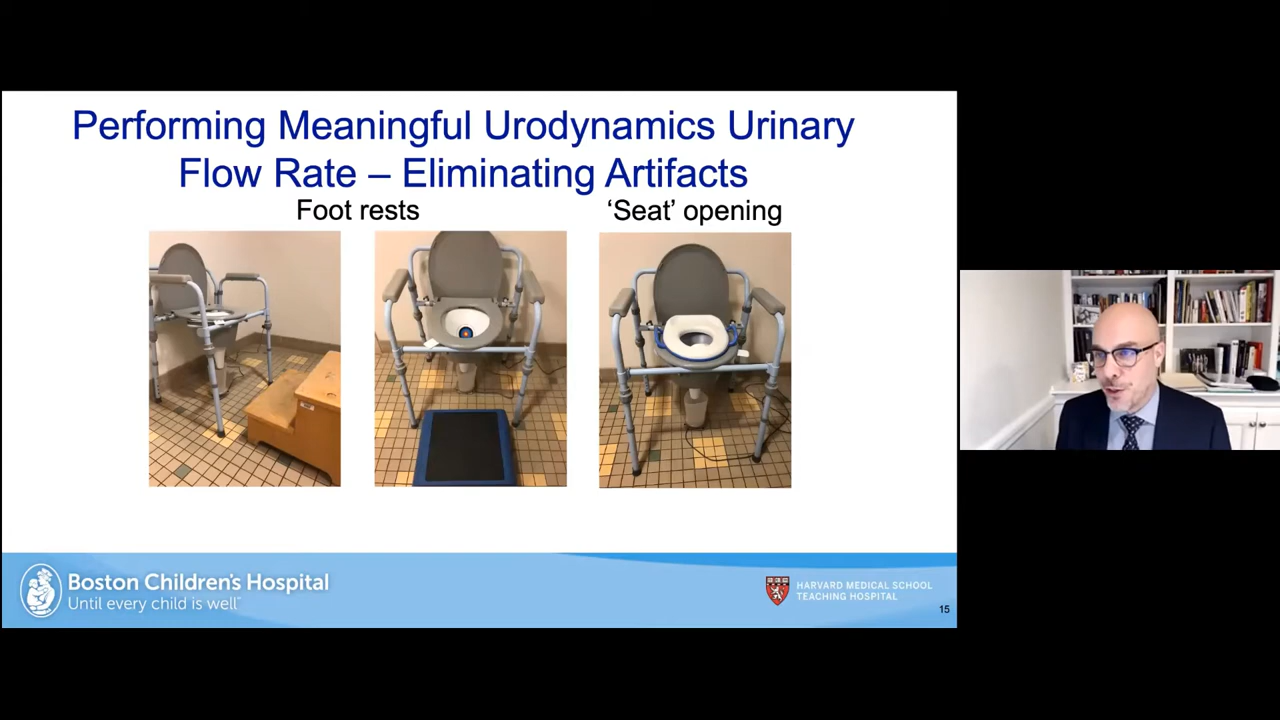 Performing Meaningful Urodynamics Urinary
Flow Rate – Eliminating Artifacts
Foot rests
‘Seat’ opening
Boston Children's Hospital
Until every child is well™
HARVARD MEDICAL SCHOOL
TEACHING HOSPITAL
15